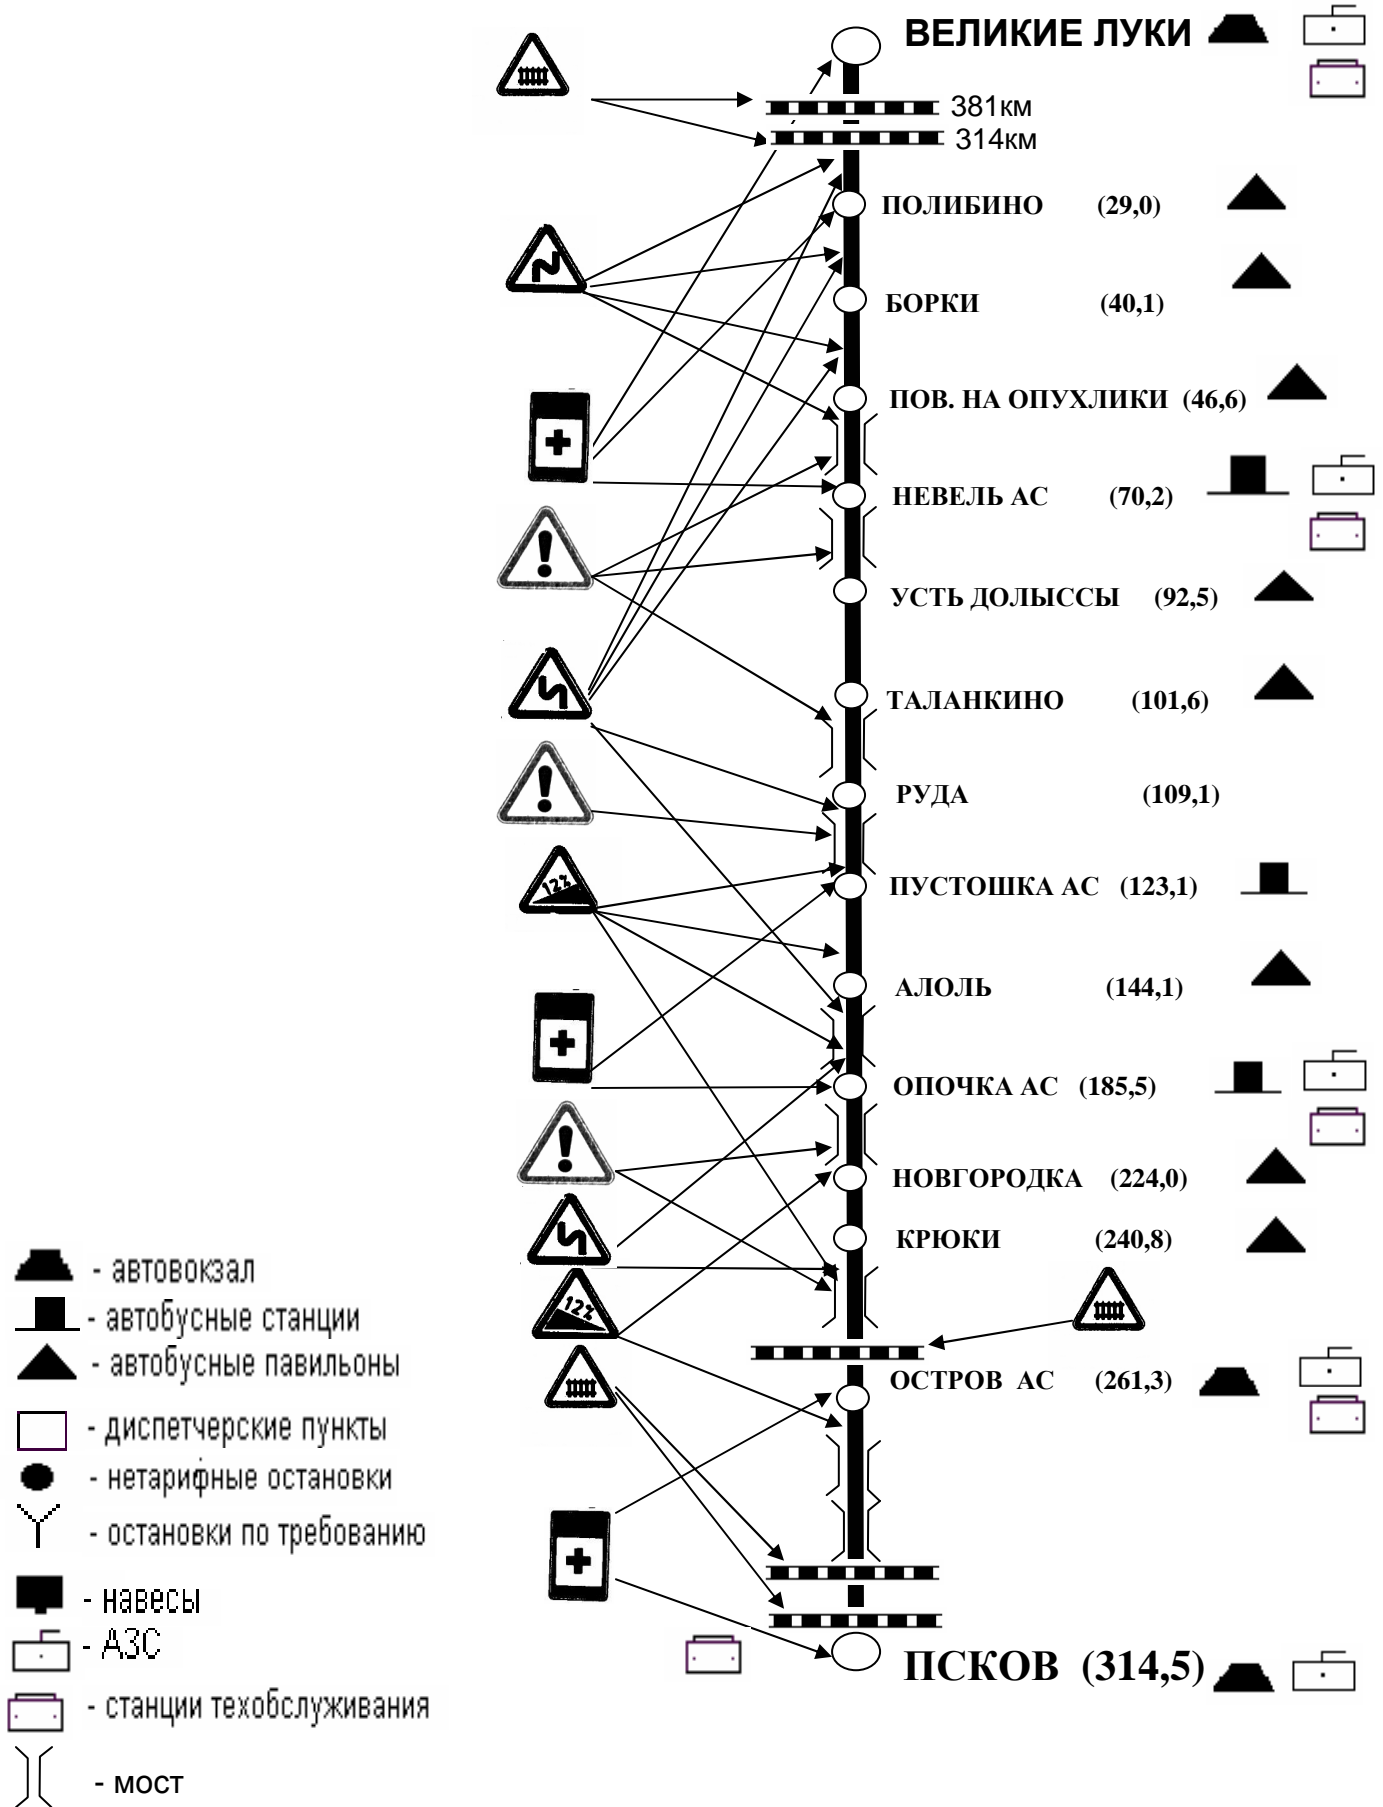 ВЕЛИКИЕ ЛУКИ
381км
314км
ПОЛИБИНО (29,0)
БОРКИ (40,1)
ПОВ. НА ОПУХЛИКИ (46,6)
НЕВЕЛЬ АС (70,2)
УСТЬ ДОЛЫССЫ (92,5)
ТАЛАНКИНО (101,6)
РУДА (109,1)
12%
ПУСТОШКА АС (123,1)
АЛОЛЬ (144,1)
ОПОЧКА АС (185,5)
НОВГОРОДКА (224,0)
КРЮКИ (240,8)
12%
ОСТРОВ АС (261,3)
ПСКОВ (314,5)
- автовокзал
- автобусные станции
- автобусные павильоны
- диспетчерские пункты
- нетарифные остановки
- остановки по требованию
- навесы
- АЗС
- станции техобслуживания
- мост